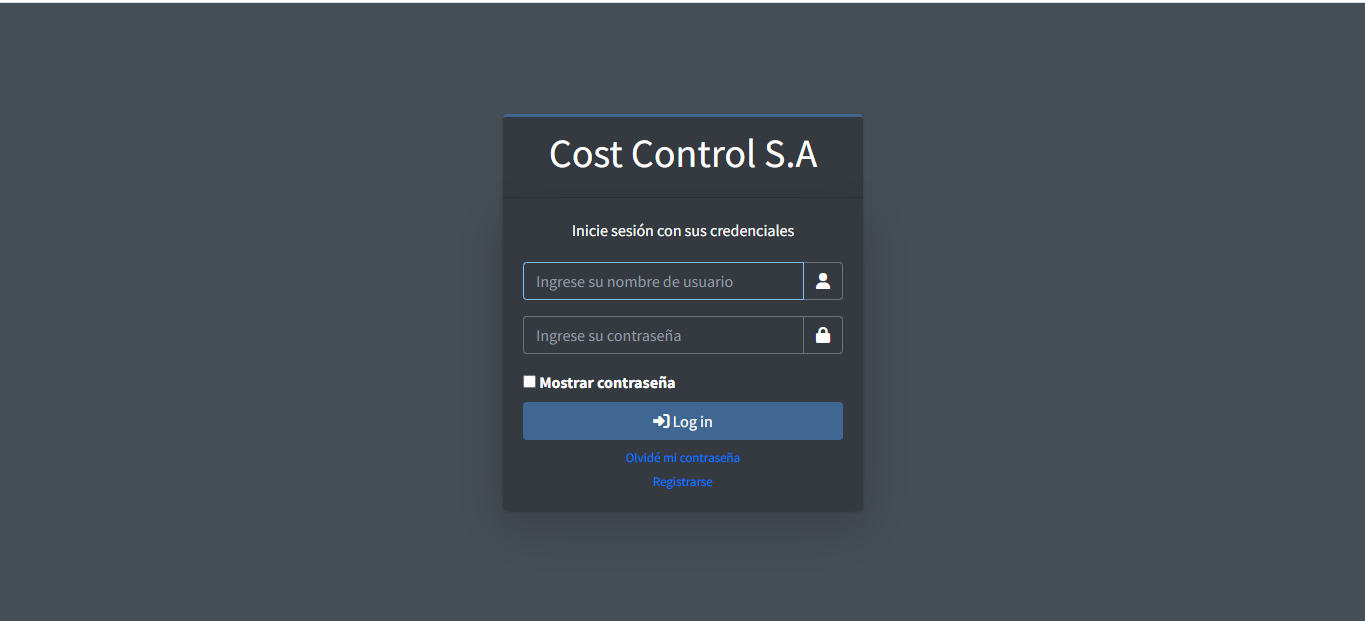 Cost Control S.A
Inicie sesión con sus credenciales
Ingrese su nombre de usuario
Ingrese su contraseña
Mostrar contraseña
Log in
Olvidé mi contraseña
Registrarse